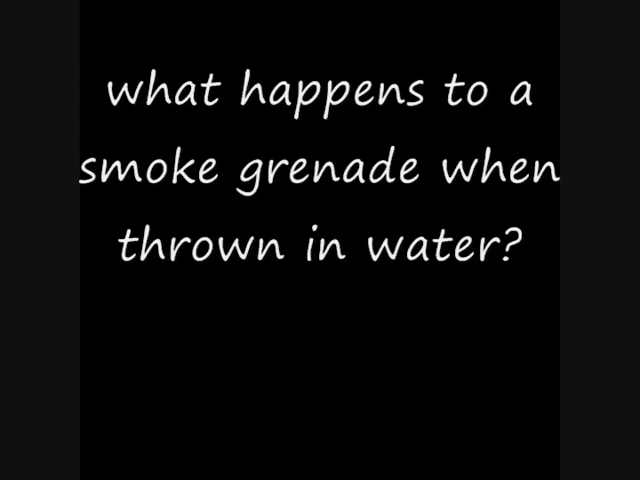 what happens to a
smoke grenade when
thrown in water?